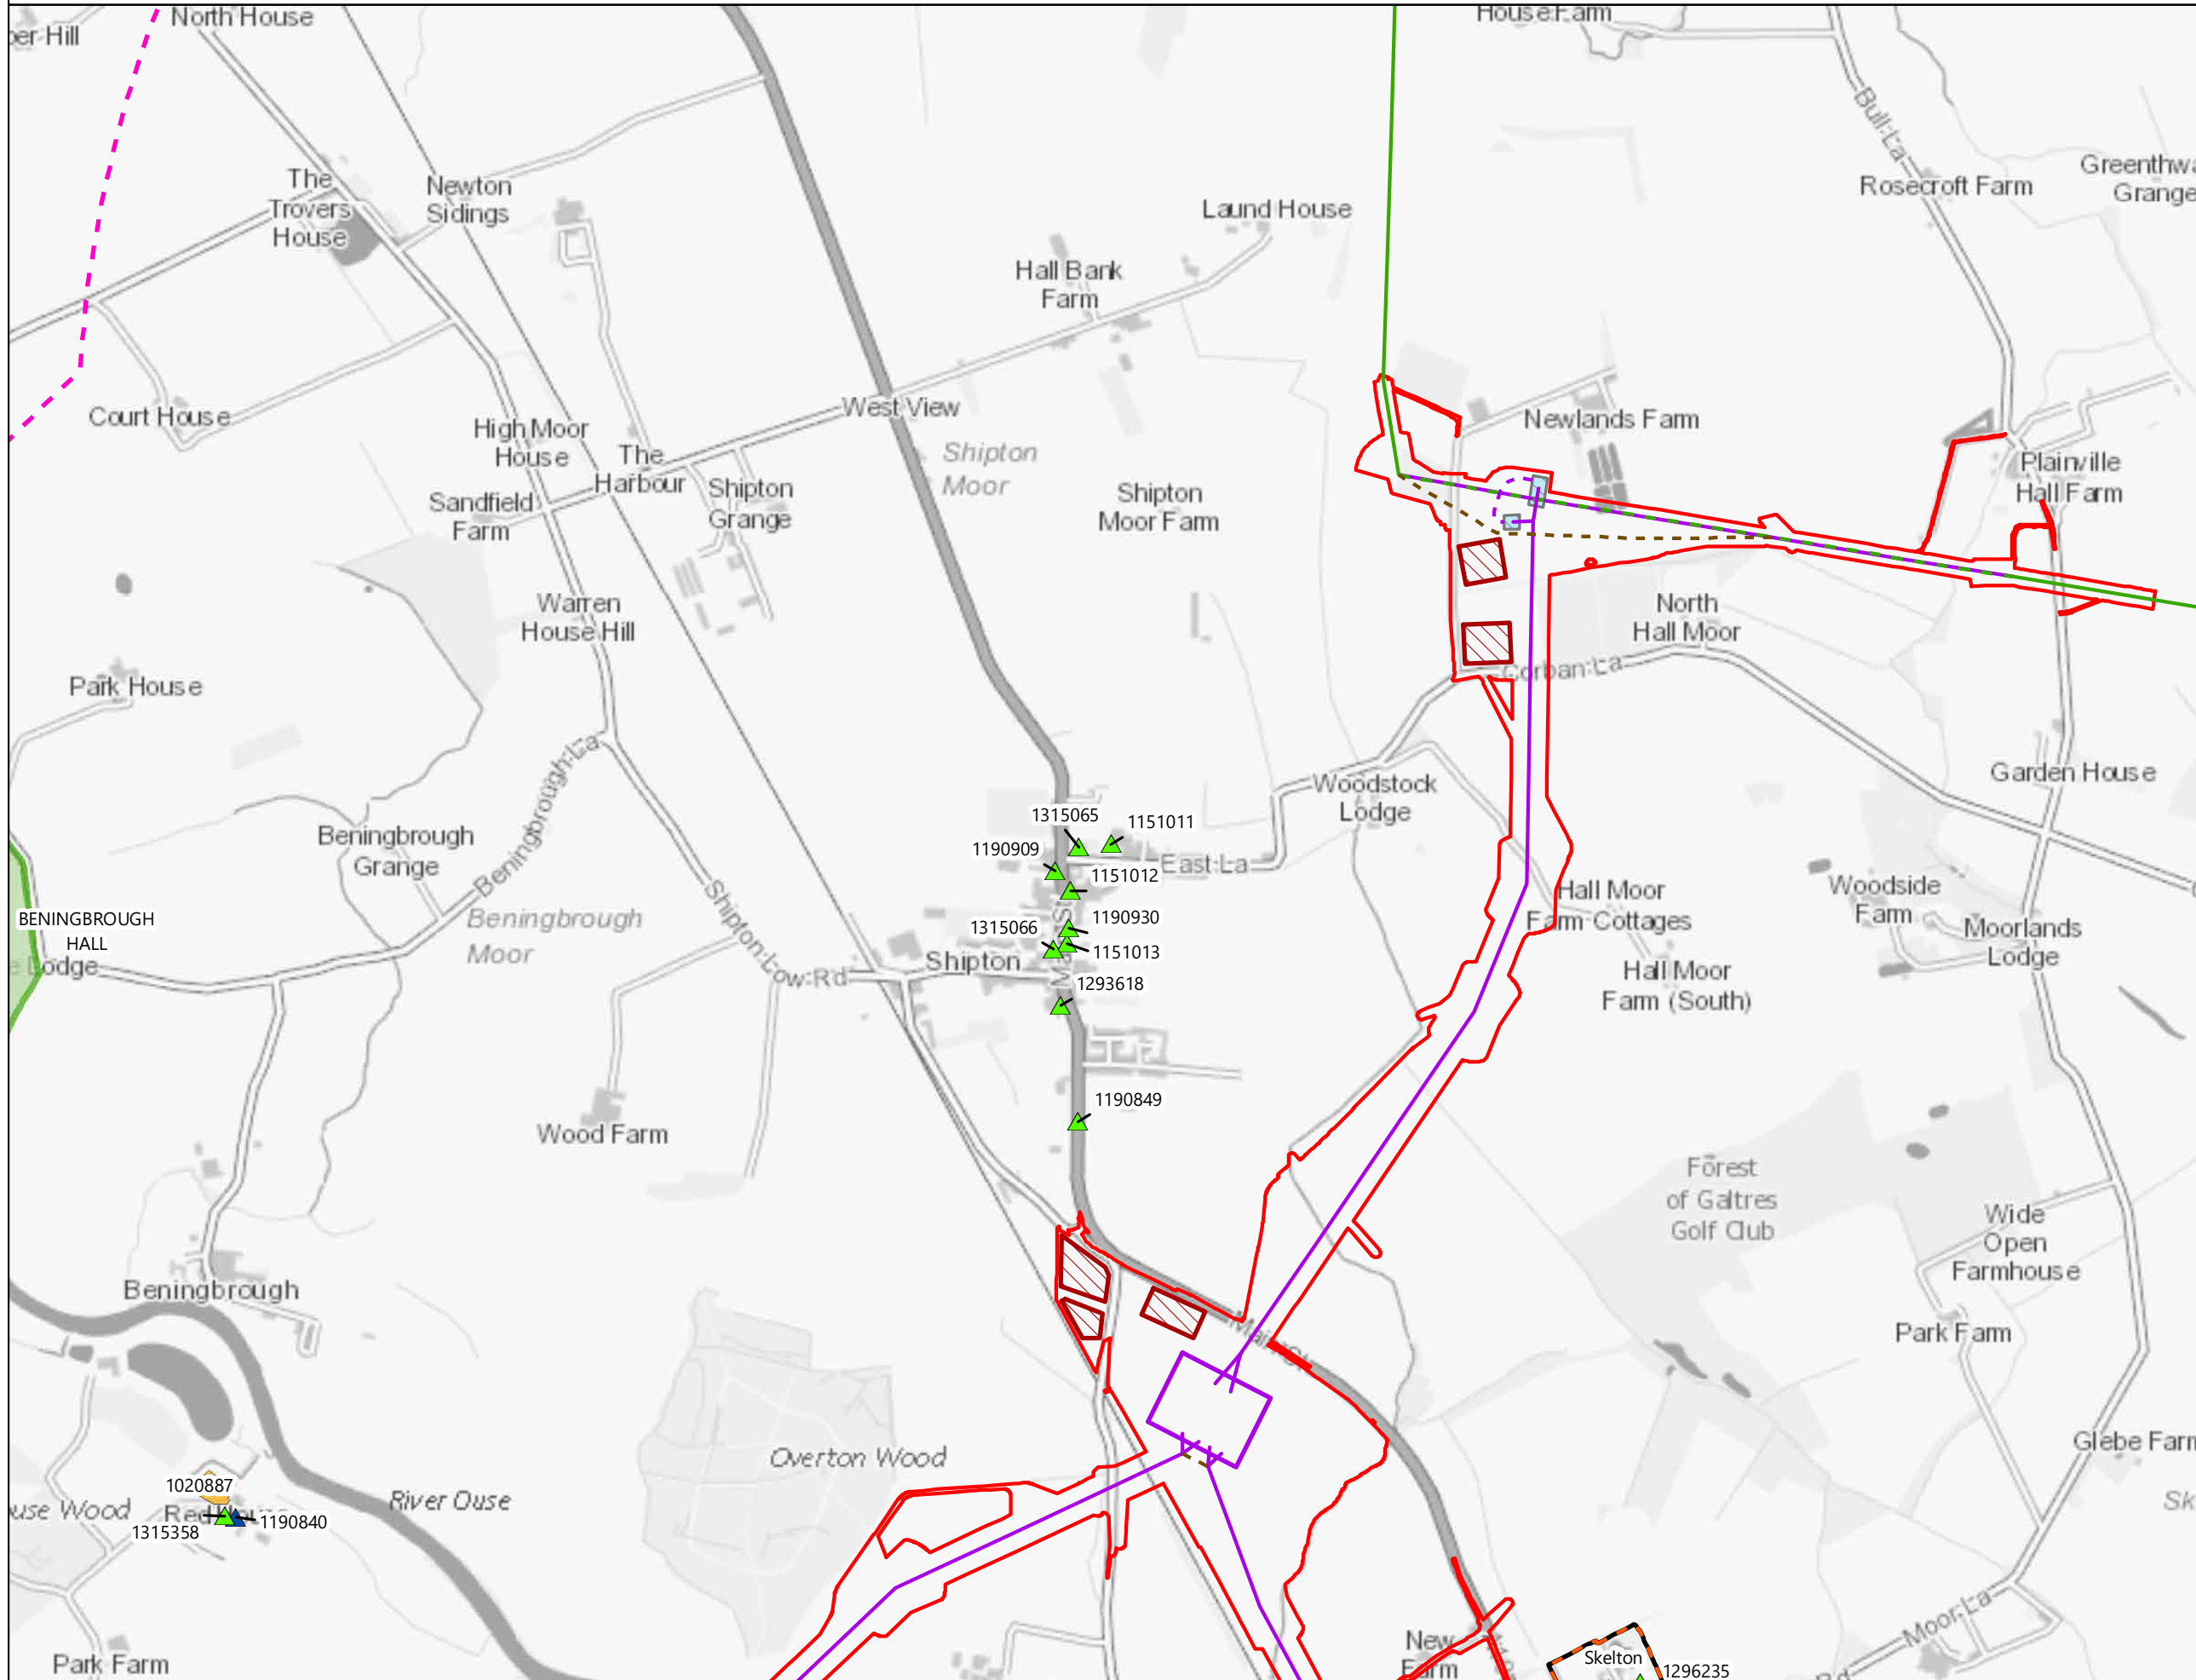 North House
House Farm
per Hill
Bull La
The
Trovers
House
Newton
Sidings
Laund House
Rosecroft Farm
Greenthwa
Grange
Hall Bank
Farm
Court House
West View
High Moor
House
The
Harbour
Shipton
Moor
Newlands Farm
Sandfield
Farm
Shipton
Grange
Shipton
Moor Farm
Plainville
Hall Farm
Warren
House Hill
North
Hall Moor
Corban La
Park House
Beningbrough La
Woodstock
Lodge
Garden House
1315065
1151011
1190909
East La
1151012
Beningbrough
Grange
Shipton Low Rd
Hall Moor
Farm Cottages
Woodside
Farm
BENINGBROUGH
HALL
Beningbrough
Moor
1190930
1315066
1151013
Moorlands
Lodge
e Lodge
Shipton
Hall Moor
Farm (South)
1293618
1190849
Wood Farm
Forest
of Galtres
Golf Club
Wide
Open
Farmhouse
Beningbrough
Main St
Park Farm
Glebe Farm
Overton Wood
1020887
River Ouse
use Wood
1315358
1190840
Sk
Moor La
New
Farm
Skelton
1296235
Park Farm
Rd